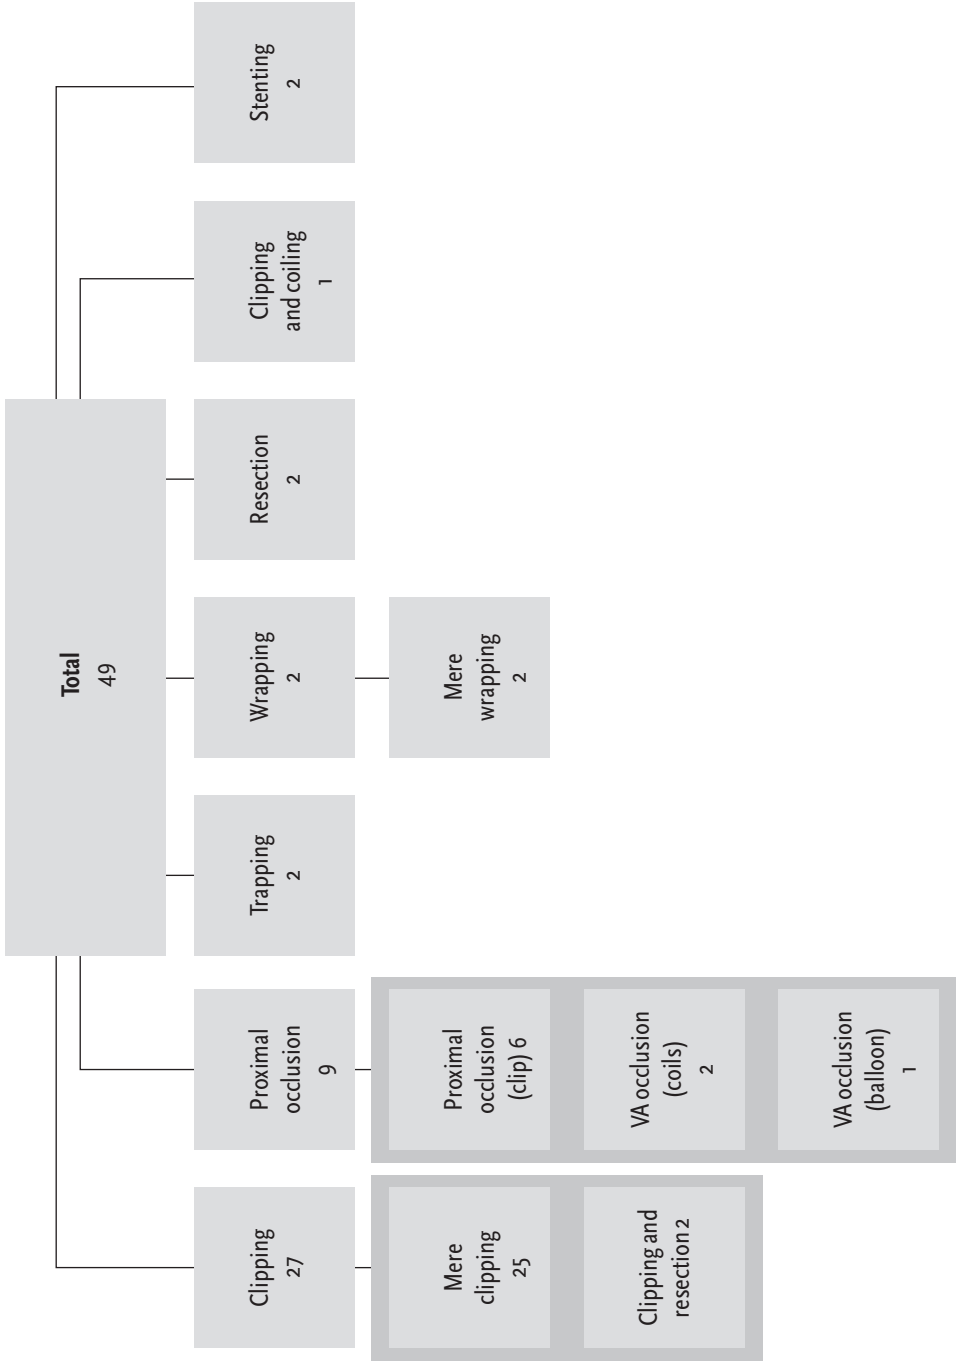 Total
49
Clipping
27
Proximal
occlusion
9
Trapping
2
Wrapping
2
Resection
2
Clipping
and coiling
1
Stenting
2
Mere
clipping
25
Clipping and
resection 2
Proximal
occlusion
(clip) 6
VA occlusion
(coils)
2
VA occlusion
(balloon)
1
Mere
wrapping
2